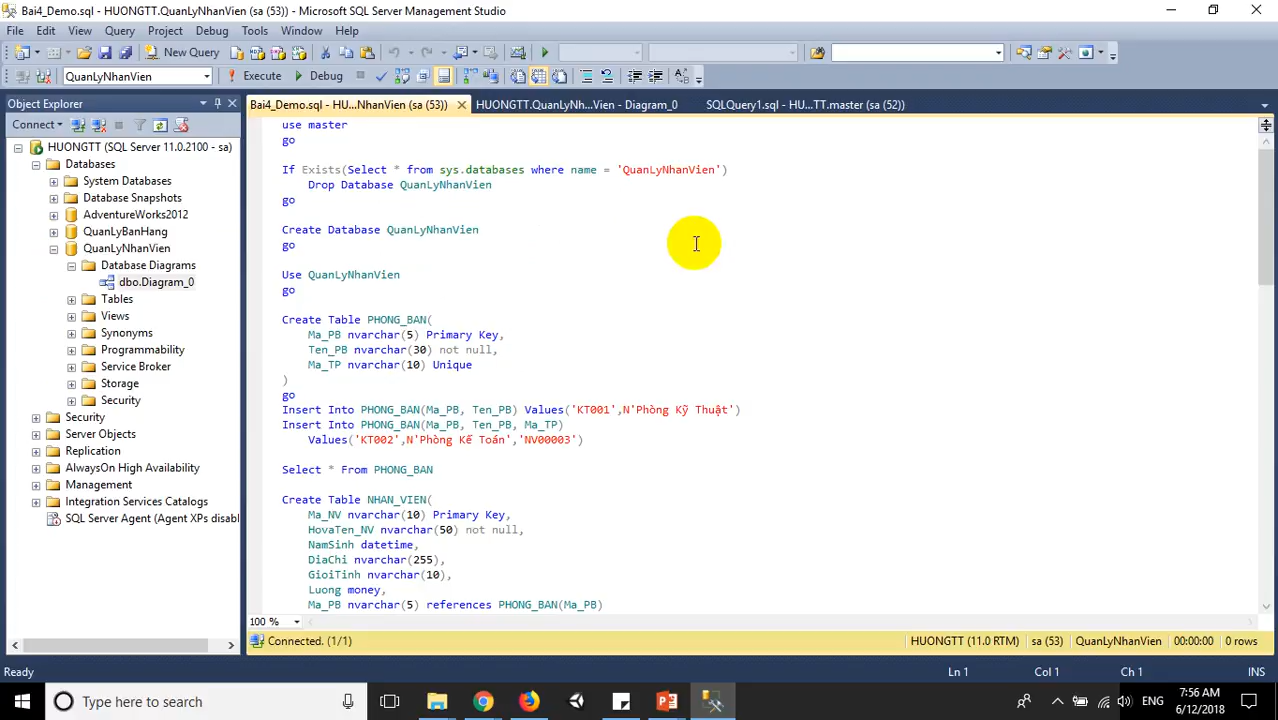 Bai4_Demo.sql - HUONGTT.QuanLyNhanVien (sa (53)) - Microsoft SQL Server Management Studio
File Edit View Query Project Debug Tools Window Help
New Query
QuanLyNhanVien Execute Debug
Object Explorer
Connect
HUONGTT (SQL Server 11.0.2100 - sa)
Databases
System Databases
Database Snapshots
AdventureWorks2012
QuanLyBanHang
QuanLyNhanVien
Database Diagrams
dbo.Diagram_0
Tables
Views
Synonyms
Programmability
Service Broker
Storage
Security
Security
Server Objects
Replication
AlwaysOn High Availability
Management
Integration Services Catalogs
SQL Server Agent (Agent XPs disabl
Bai4_Demo.sql - HU...NhanVien (sa (53)) HUONGTT.QuanLyNh...Vien - Diagram_0 SQLQuery1.sql - HU...TT.master (sa (52))
use master
go
If Exists(Select * from sys.databases where name = 'QuanLyNhanVien')
Drop Database QuanLyNhanVien
go
Create Database QuanLyNhanVien
go
Use QuanLyNhanVien
go
Create Table PHONG_BAN(
Ma_PB nvarchar(5) Primary Key,
Ten_PB nvarchar(30) not null,
Ma_TP nvarchar(10) Unique
)
go
Insert Into PHONG_BAN(Ma_PB, Ten_PB) Values('KT001',N'Phòng Kỹ Thuật')
Insert Into PHONG_BAN(Ma_PB, Ten_PB, Ma_TP)
Values('KT002',N'Phòng Kế Toán','NV00003')
Select * From PHONG_BAN
Create Table NHAN_VIEN(
Ma_NV nvarchar(10) Primary Key,
HovaTen_NV nvarchar(50) not null,
NamSinh datetime,
DiaChi nvarchar(255),
GioiTinh nvarchar(10),
Luong money,
Ma_PB nvarchar(5) references PHONG_BAN(Ma_PB)
100 %
Connected. (1/1) HUONGTT (11.0 RTM) sa (53) QuanLyNhanVien 00:00:00 0 rows
Ready Ln 1 Col 1 Ch 1 INS
Type here to search ENG 7:56 AM
6/12/2018